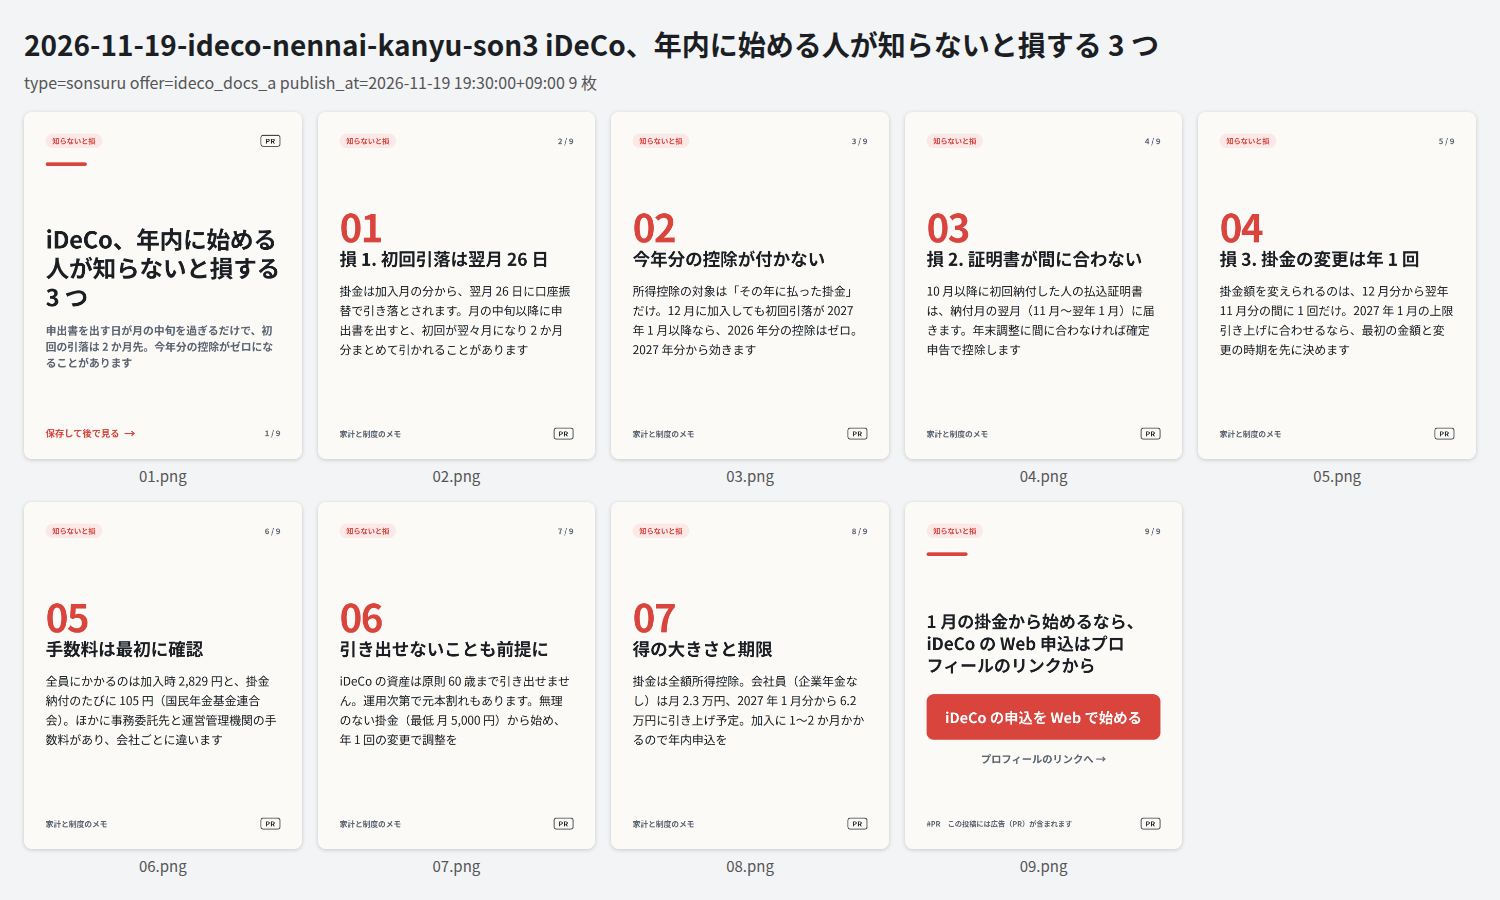 2026-11-19-ideco-nennai-kanyu-son3 iDeCo、年内に始める人が知らないと損する 3 つ
type=sonsuru offer=ideco_docs_a publish_at=2026-11-19 19:30:00+09:00 9 枚
知らないと損
PR
iDeCo、年内に始める
人が知らないと損する
3 つ
申出書を出す日が月の中旬を過ぎるだけで、初
回の引落は 2 か月先。今年分の控除がゼロにな
ることがあります
保存して後で見る →
1 / 9
01.png
知らないと損
2 / 9
01
損 1. 初回引落は翌月 26 日
掛金は加入月の分から、翌月 26 日に口座振
替で引き落とされます。月の中旬以降に申
出書を出すと、初回が翌々月になり 2 か月
分まとめて引かれることがあります
家計と制度のメモ
PR
02.png
知らないと損
3 / 9
02
今年分の控除が付かない
所得控除の対象は「その年に払った掛金」
だけ。12 月に加入しても初回引落が 2027
年 1 月以降なら、2026 年分の控除はゼロ。
2027 年分から効きます
家計と制度のメモ
PR
03.png
知らないと損
4 / 9
03
損 2. 証明書が間に合わない
10 月以降に初回納付した人の払込証明書
は、納付月の翌月（11 月～翌年 1 月）に届
きます。年末調整に間に合わなければ確定
申告で控除します
家計と制度のメモ
PR
04.png
知らないと損
5 / 9
04
損 3. 掛金の変更は年 1 回
掛金額を変えられるのは、12 月分から翌年
11 月分の間に 1 回だけ。2027 年 1 月の上限
引き上げに合わせるなら、最初の金額と変
更の時期を先に決めます
家計と制度のメモ
PR
05.png
知らないと損
6 / 9
05
手数料は最初に確認
全員にかかるのは加入時 2,829 円と、掛金
納付のたびに 105 円（国民年金基金連合
会）。ほかに事務委託先と運営管理機関の手
数料があり、会社ごとに違います
家計と制度のメモ
PR
06.png
知らないと損
7 / 9
06
引き出せないことも前提に
iDeCo の資産は原則 60 歳まで引き出せませ
ん。運用次第で元本割れもあります。無理
のない掛金（最低 月 5,000 円）から始め、
年 1 回の変更で調整を
家計と制度のメモ
PR
07.png
知らないと損
8 / 9
07
得の大きさと期限
掛金は全額所得控除。会社員（企業年金な
し）は月 2.3 万円、2027 年 1 月分から 6.2
万円に引き上げ予定。加入に 1～2 か月かか
るので年内申込を
家計と制度のメモ
PR
08.png
知らないと損
9 / 9
1 月の掛金から始めるなら、
iDeCo の Web 申込はプロ
フィールのリンクから
iDeCo の申込を Web で始める
プロフィールのリンクへ →
#PR この投稿には広告（PR）が含まれます
PR
09.png